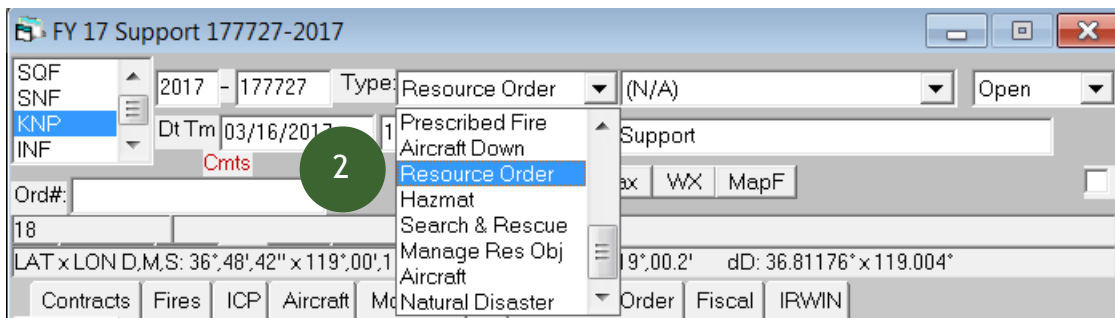 FY 17 Support 177727-2017
SQF
SNF
KNP
INF
2017 - 177727 Type: Resource Order (N/A) Open
Dt Tm 03/16/2017 1 Support
Cmts
2
Prescribed Fire
Aircraft Down
Resource Order
Hazmat
Search & Rescue
Manage Res Obj
Aircraft
Natural Disaster
WX MapF
Ord#:
18
LAT x LON D,M,S: 36°,48',42" x 119°,00',1 19°,00.2' dD: 36.81176° x 119.004°
Contracts Fires ICP Aircraft Order Fiscal IRWIN